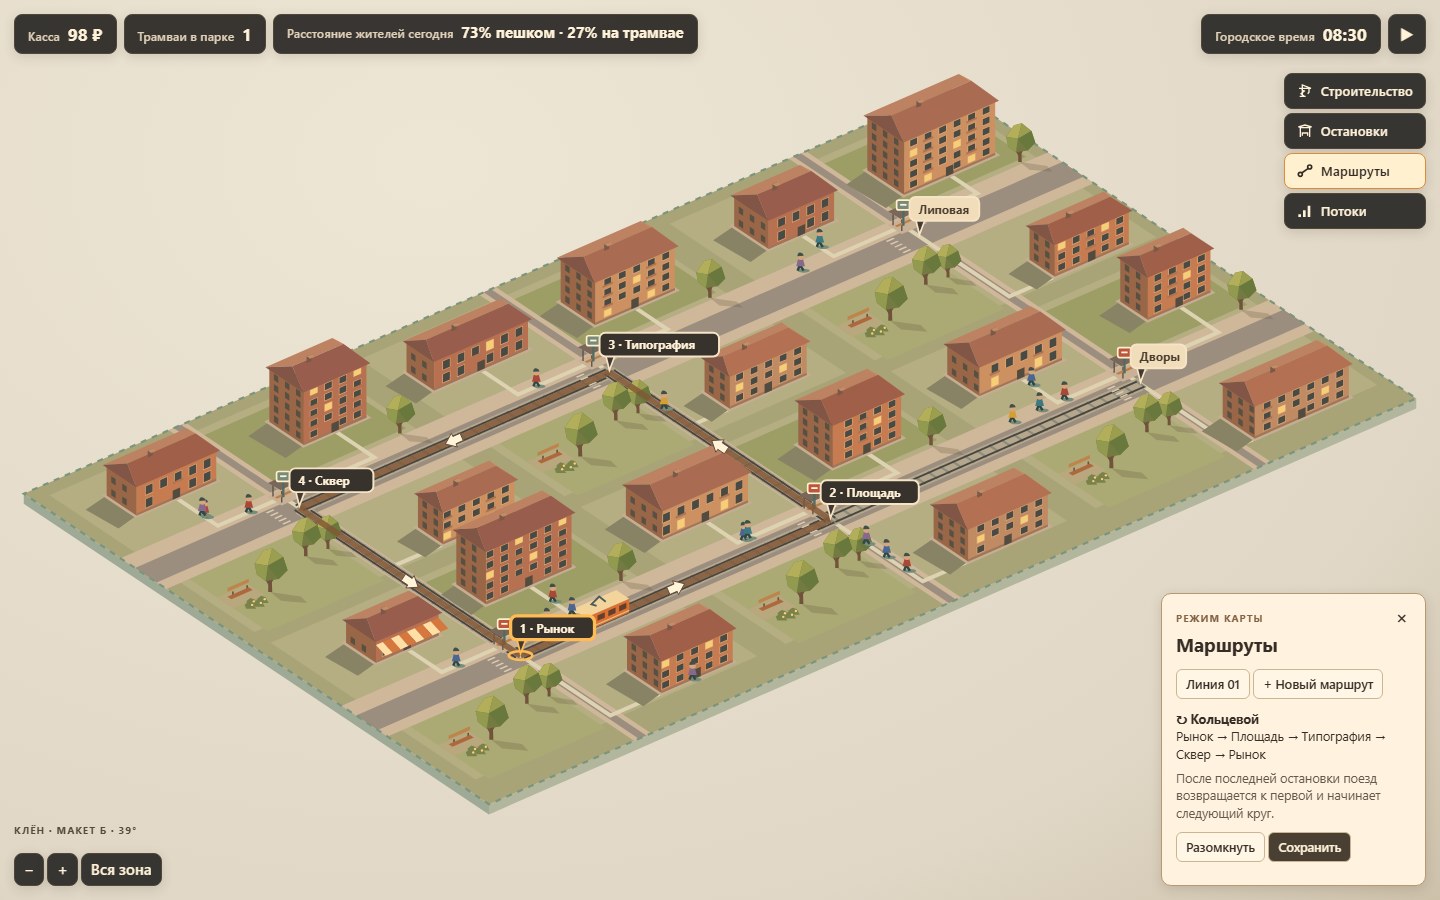 Касса 98 ₽
Трамваи в парке 1
Расстояние жителей сегодня 73% пешком · 27% на трамвае
Городское время 08:30
Строительство
Остановки
Маршруты
Потоки
Липовая
3 · Типография
Дворы
4 · Сквер
2 · Площадь
1 · Рынок
РЕЖИМ КАРТЫ
Маршруты
Линия 01
+ Новый маршрут
↻ Кольцевой
Рынок → Площадь → Типография →
Сквер → Рынок
После последней остановки поезд
возвращается к первой и начинает
следующий круг.
Разомкнуть
Сохранить
КЛЁН · МАКЕТ Б · 39°
− + Вся зона